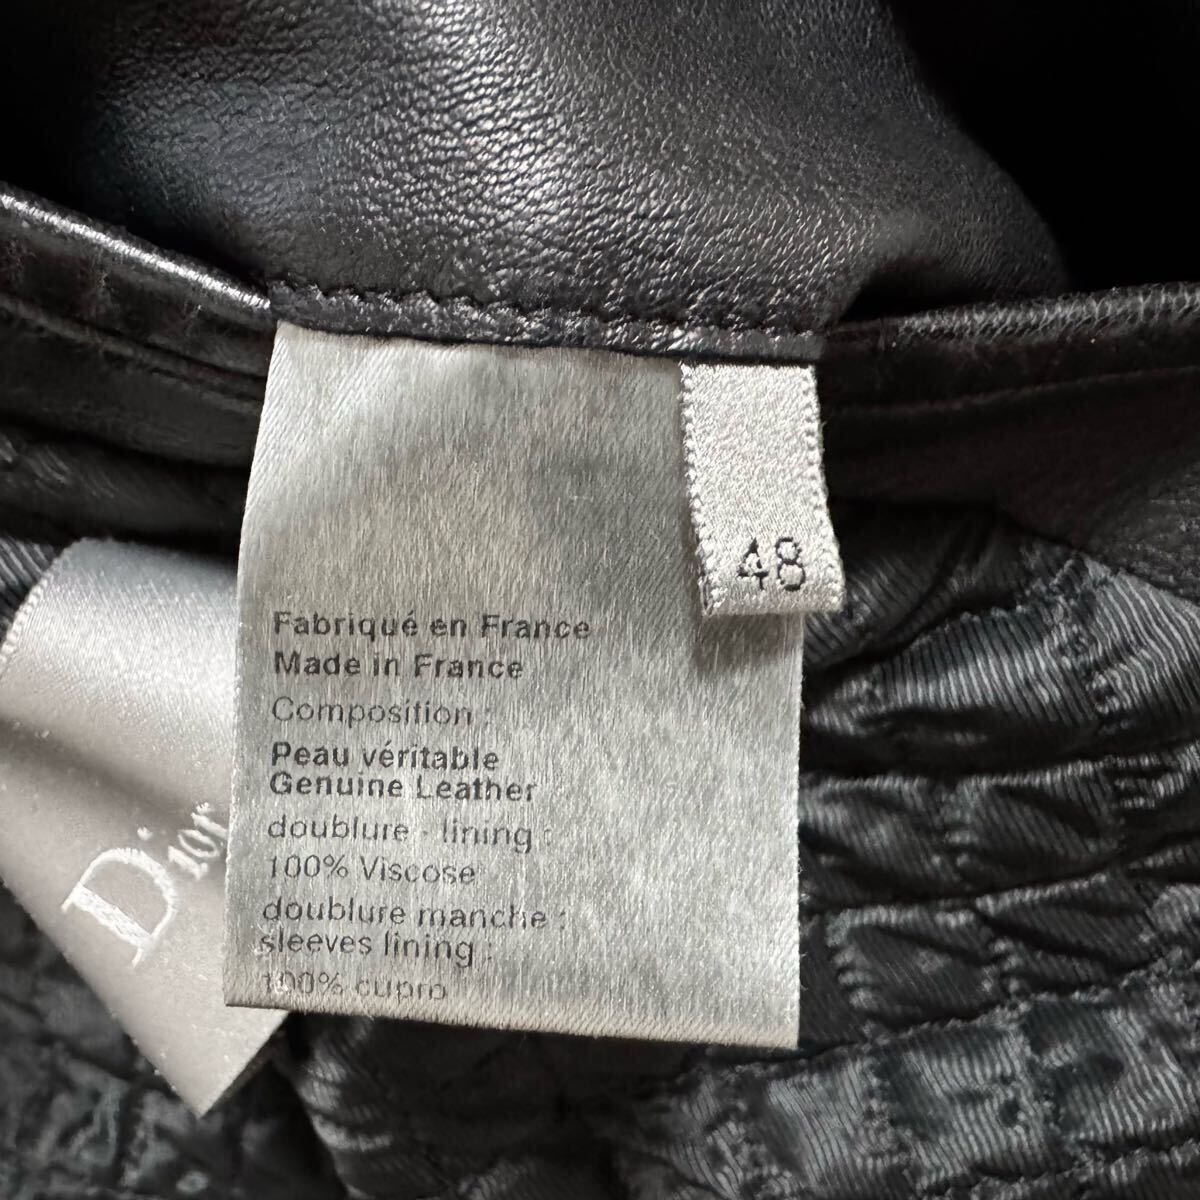 48
Fabriqué en France
Made in France
Composition :
Peau véritable
Genuine Leather
doublure - lining :
100% Viscose
doublure manche :
sleeves lining :
100% cupro
Dior